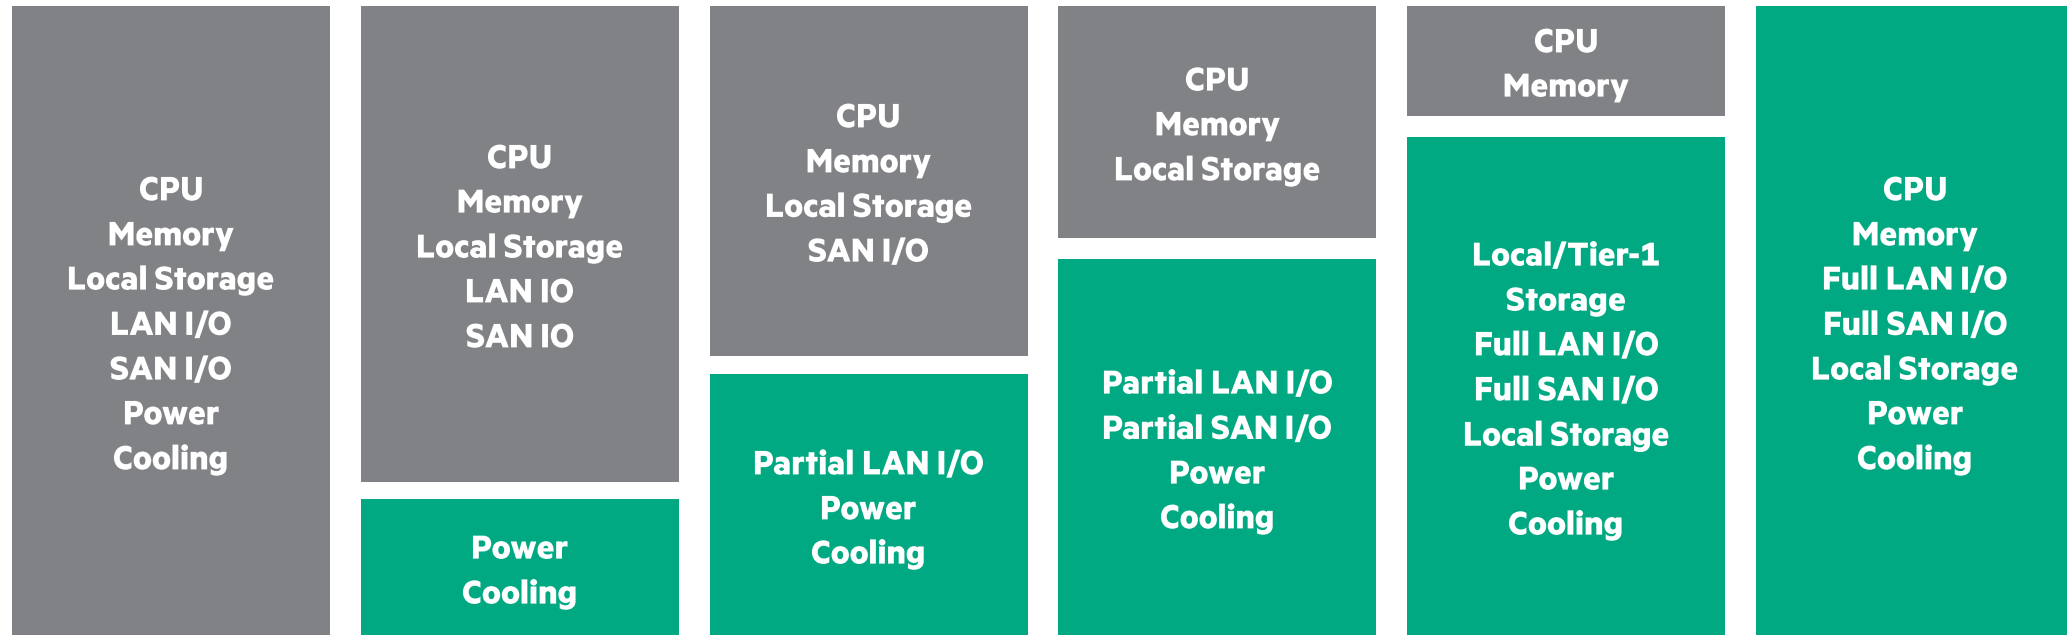 CPU
Memory
Local Storage
LAN I/O
SAN I/O
Power
Cooling
CPU
Memory
Local Storage
LAN IO
SAN IO
Power
Cooling
CPU
Memory
Local Storage
SAN I/O
Partial LAN I/O
Power
Cooling
CPU
Memory
Local Storage
Partial LAN I/O
Partial SAN I/O
Power
Cooling
CPU
Memory
Local/Tier-1
Storage
Full LAN I/O
Full SAN I/O
Local Storage
Power
Cooling
CPU
Memory
Full LAN I/O
Full SAN I/O
Local Storage
Power
Cooling